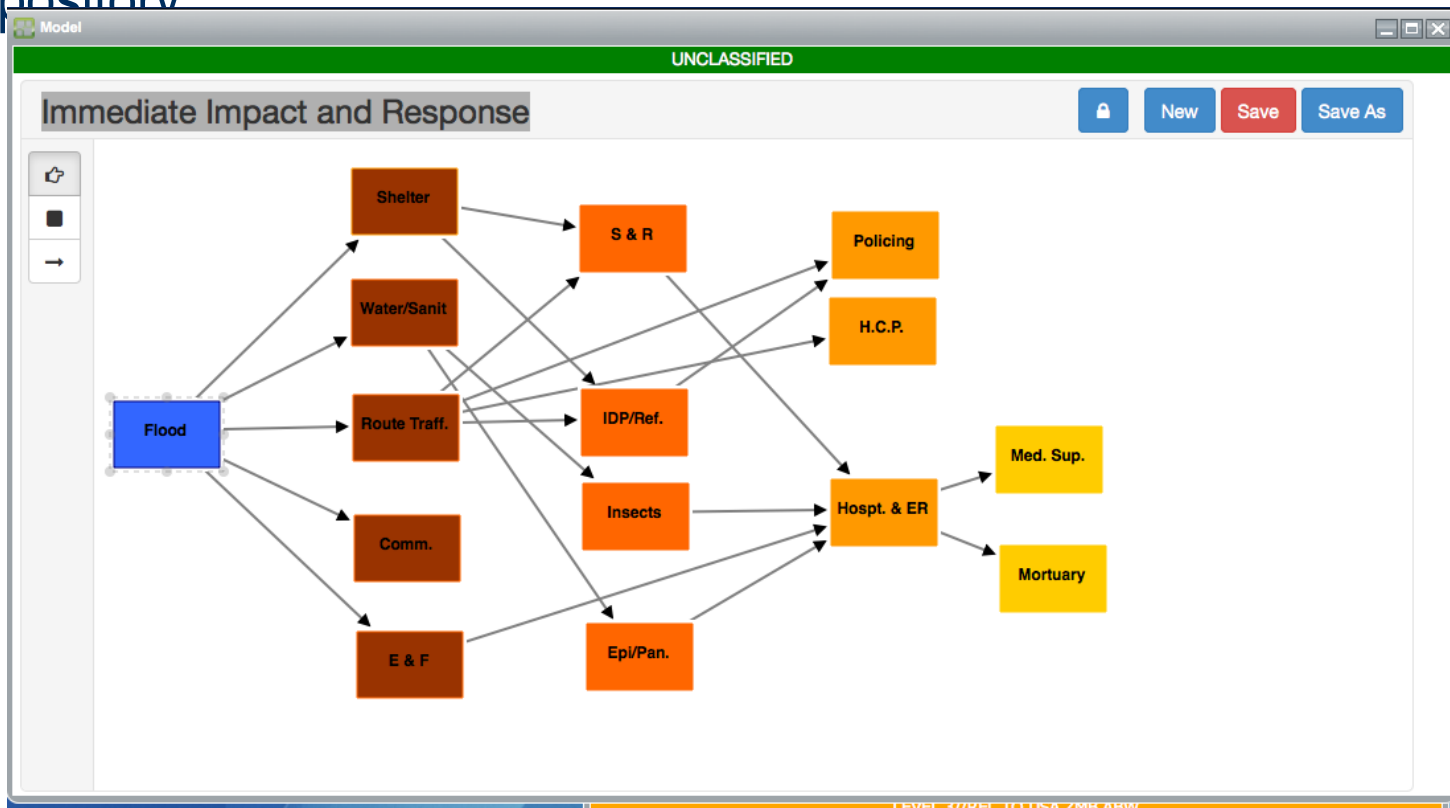 pository
Model
UNCLASSIFIED
Immediate Impact and Response
New
Save
Save As
Shelter
S & R
Policing
Water/Sanit
H.C.P.
Flood
Route Traff.
IDP/Ref.
Med. Sup.
Insects
Hospt. & ER
Comm.
Mortuary
E & F
Epi/Pan.